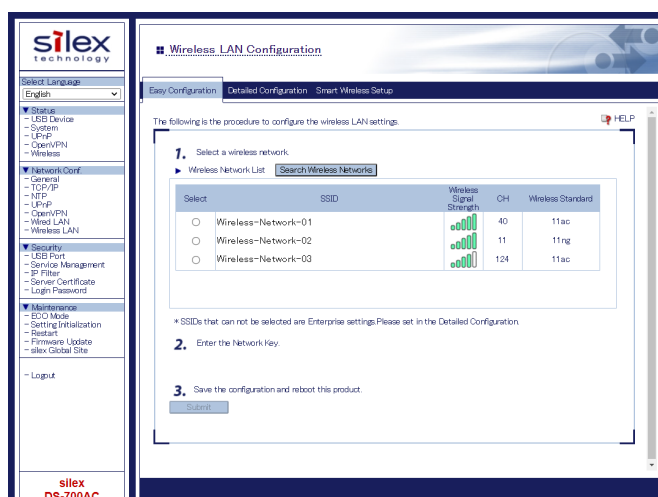 silex
technology
Select Language
English
▼ Status
- USB Device
- System
- UPnP
- OpenVPN
- Wireless
▼ Network Conf.
- General
- TCP/IP
- NTP
- UPnP
- OpenVPN
- Wired LAN
- Wireless LAN
▼ Security
- USB Port
- Service Management
- IP Filter
- Server Certificate
- Login Password
▼ Maintenance
- ECO Mode
- Setting Initialization
- Restart
- Firmware Update
- silex Global Site
- Logout
silex
DS-700AC
Wireless LAN Configuration
Easy Configuration Detailed Configuration Smart Wireless Setup
The following is the procedure to configure the wireless LAN settings.
HELP
1. Select a wireless network.
Wireless Network List Search Wireless Networks
Select SSID Wireless Signal Strength CH Wireless Standard
Wireless-Network-01 40 11ac
Wireless-Network-02 11 11ng
Wireless-Network-03 124 11ac
* SSIDs that can not be selected are Enterprise settings.Please set in the Detailed Configuration.
2. Enter the Network Key.
3. Save the configuration and reboot this product.
Submit